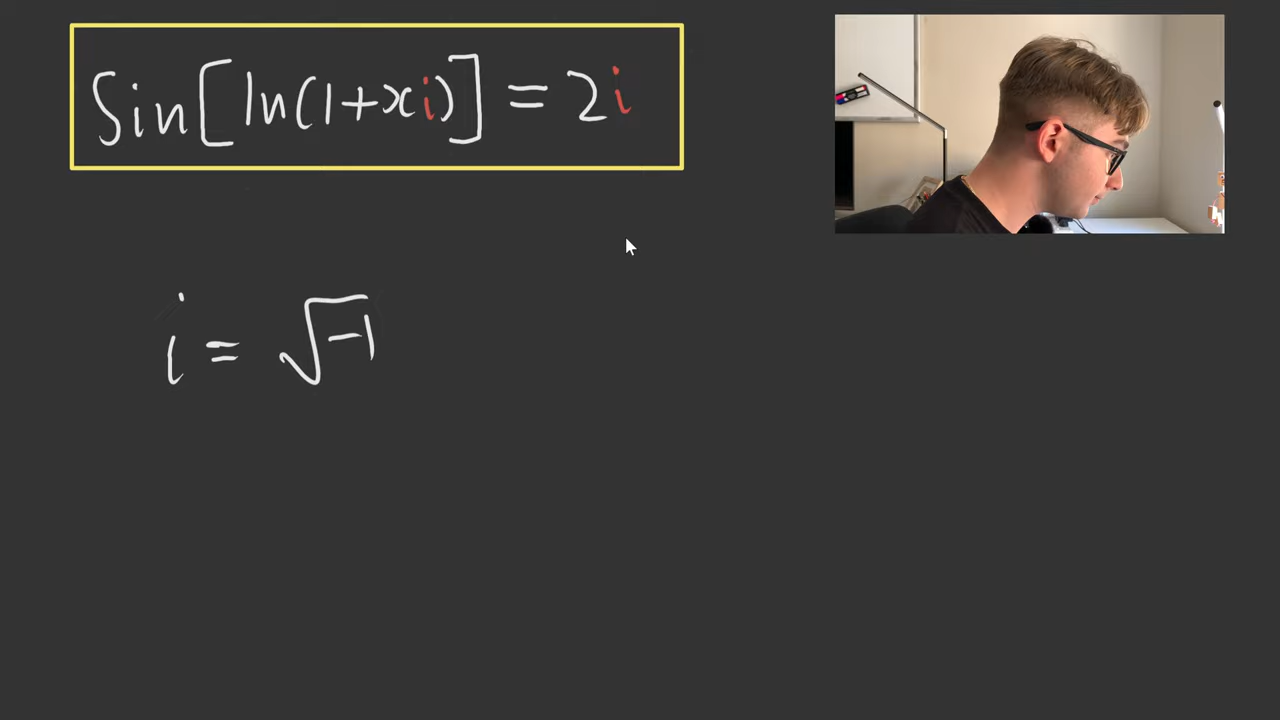 Sin[ln(1+xi)] = 2i
i = √-1